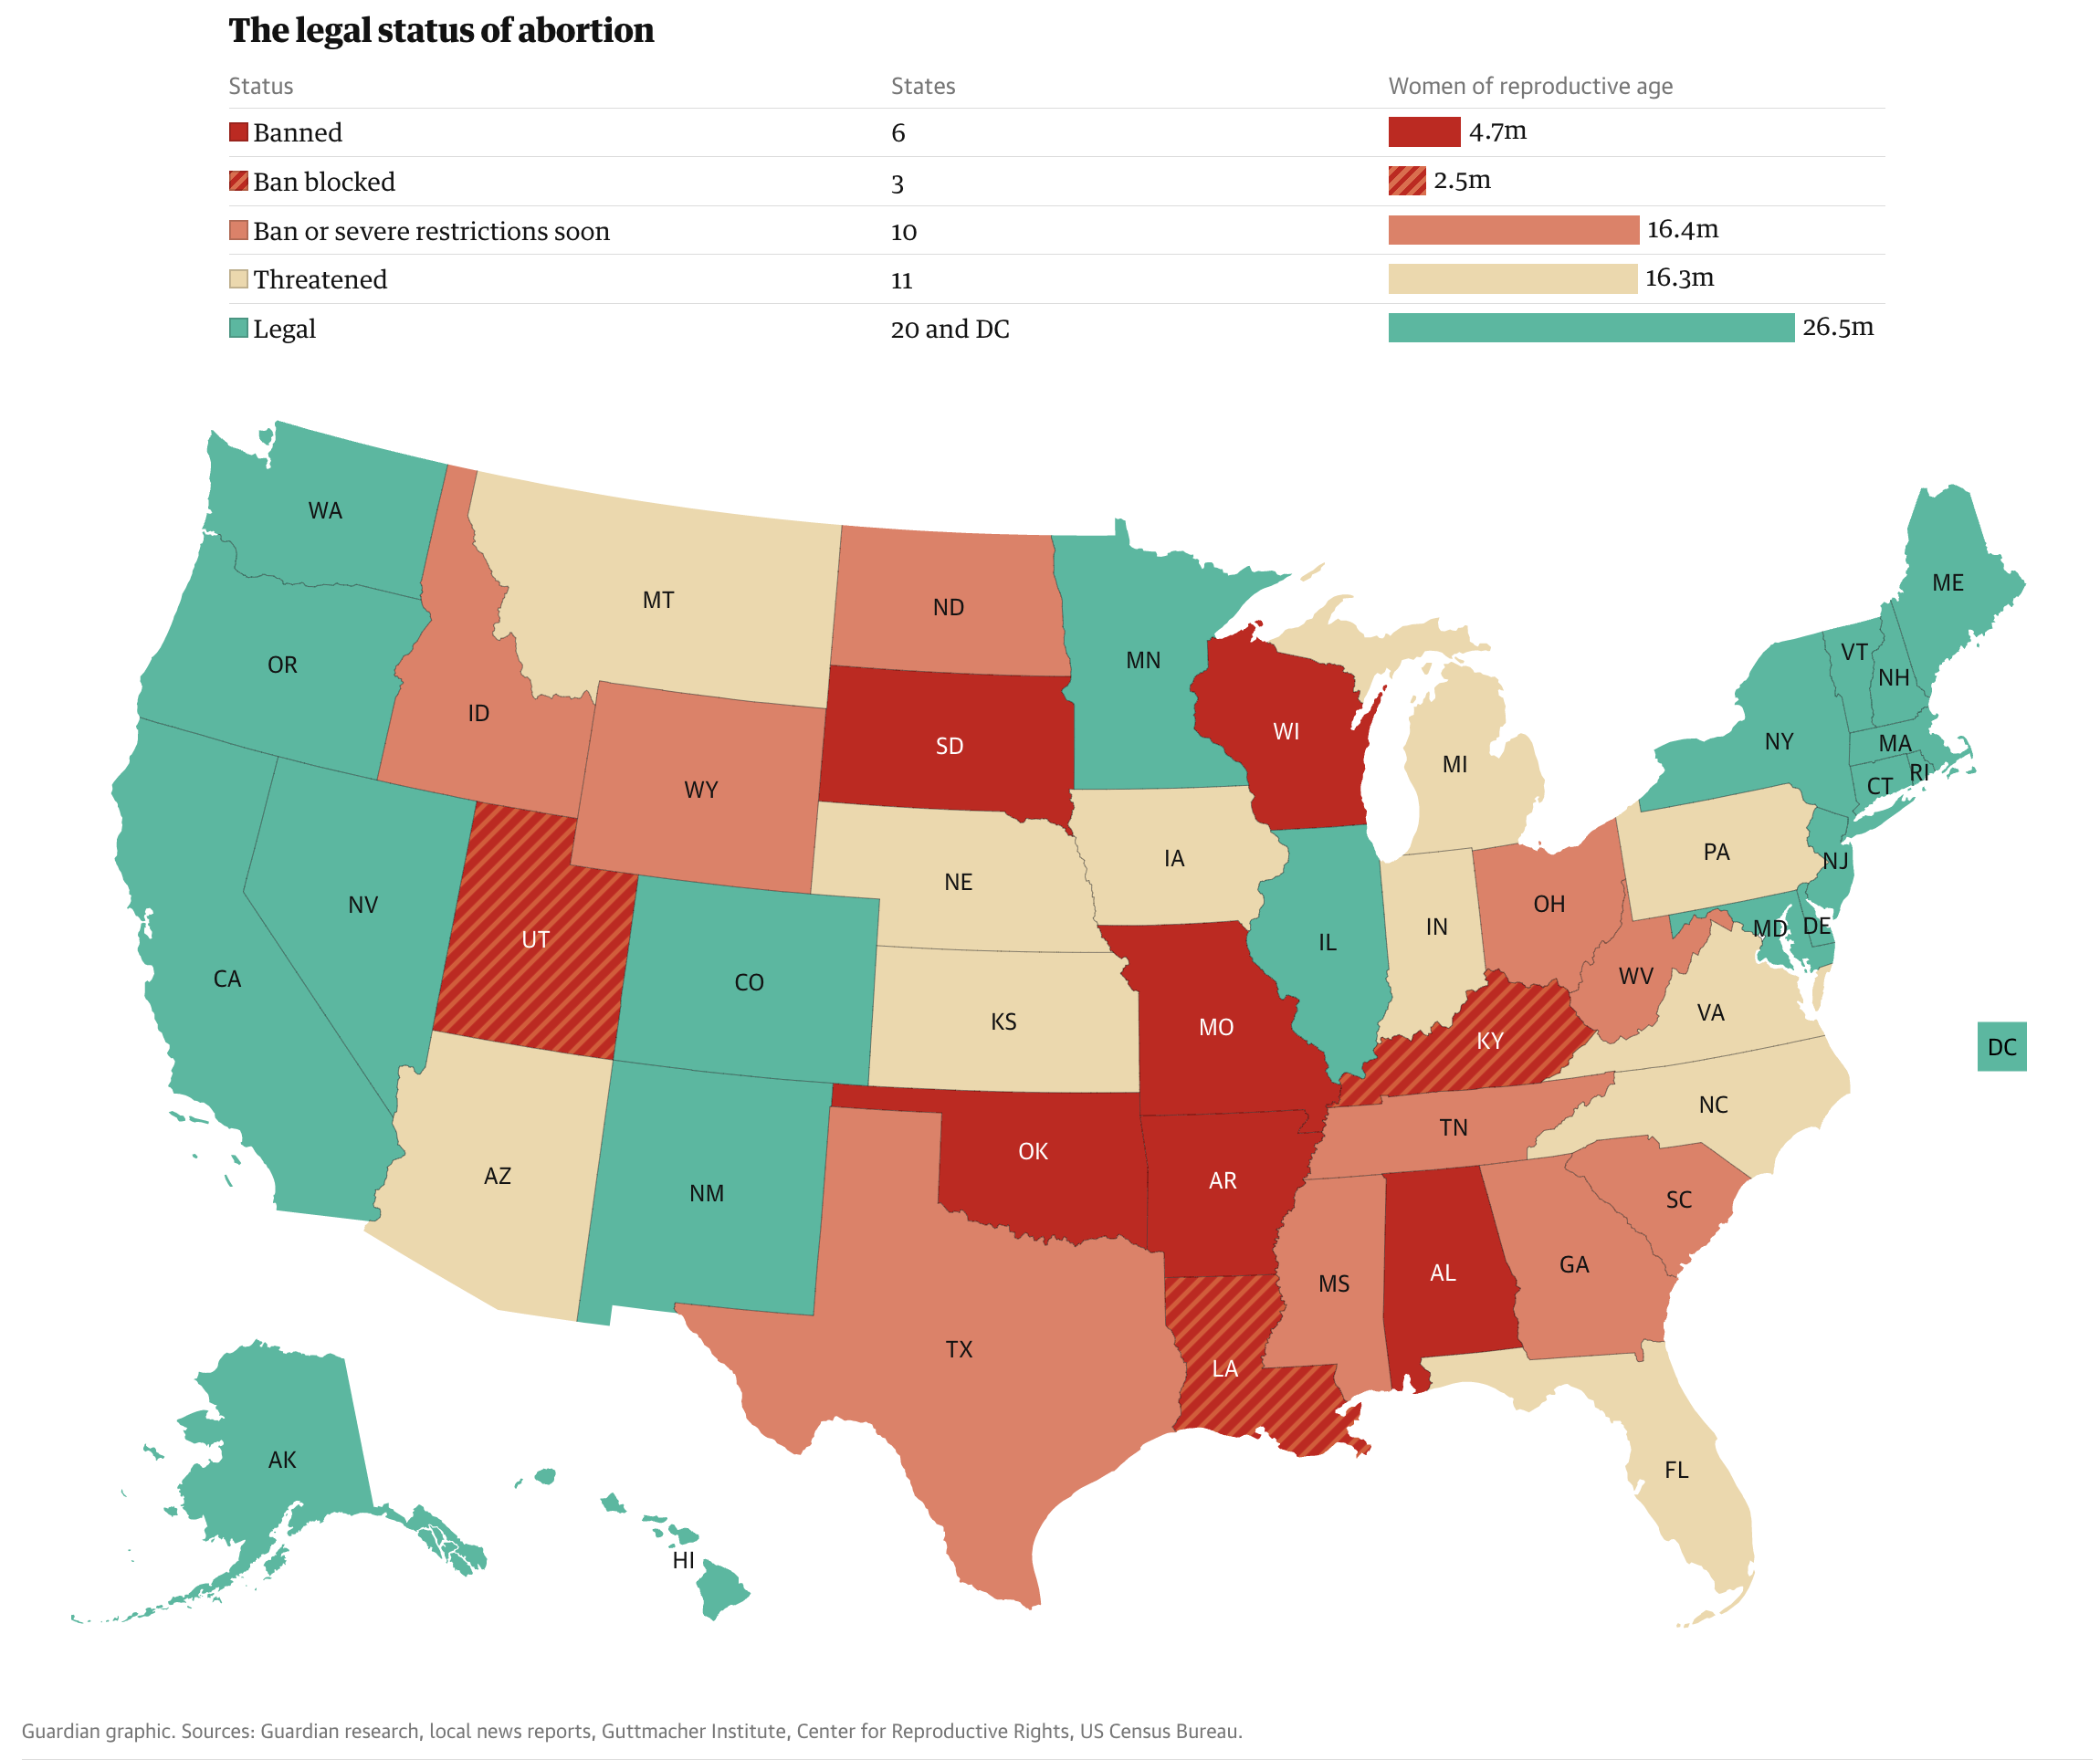 The legal status of abortion
Status States Women of reproductive age
Banned 6 4.7m
Ban blocked 3 2.5m
Ban or severe restrictions soon 10 16.4m
Threatened 11 16.3m
Legal 20 and DC 26.5m
WA
MT
ND
ME
OR
MN
VT
NH
ID
SD
WI
NY
MA
WY
MI
CT
RI
IA
PA
NJ
NE
NV
OH
UT
IN
MD
DE
IL
CA
CO
WV
KS
VA
MO
KY
DC
NC
TN
OK
AZ
AR
NM
SC
GA
AL
MS
TX
LA
AK
FL
HI
Guardian graphic. Sources: Guardian research, local news reports, Guttmacher Institute, Center for Reproductive Rights, US Census Bureau.